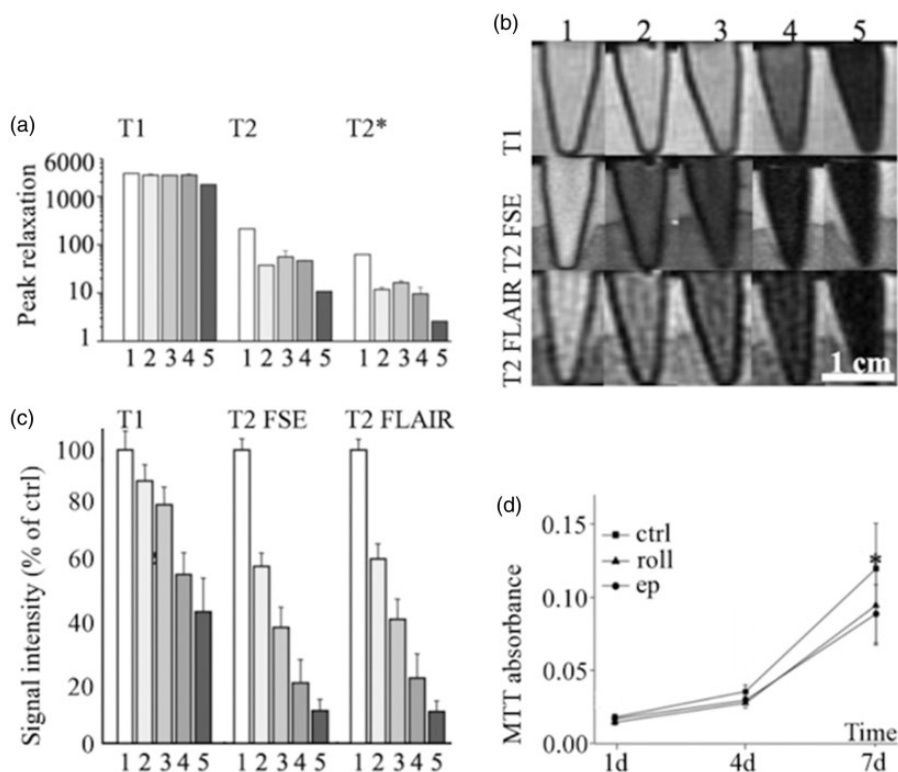 (a)
T1 T2 T2*
Peak relaxation
6000
1000
100
10
1
1 2 3 4 5 1 2 3 4 5 1 2 3 4 5
(b)
1 2 3 4 5
T1
T2 FSE
T2 FLAIR
1 cm
(c)
T1 T2 FSE T2 FLAIR
Signal intensity (% of ctrl)
100
80
60
40
20
0
1 2 3 4 5 1 2 3 4 5 1 2 3 4 5
(d)
MTT absorbance
0.15
0.10
0.05
0.00
ctrl
roll
ep
*
Time
1d 4d 7d